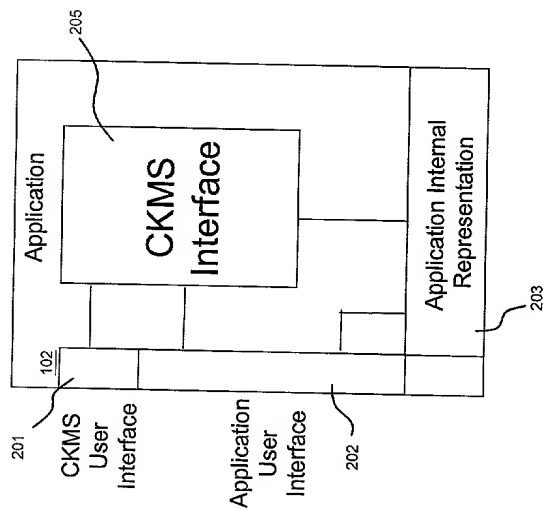 Application
205
CKMS
Interface
102
201
CKMS
User
Interface
Application
User
Interface
202
Application Internal
Representation
203